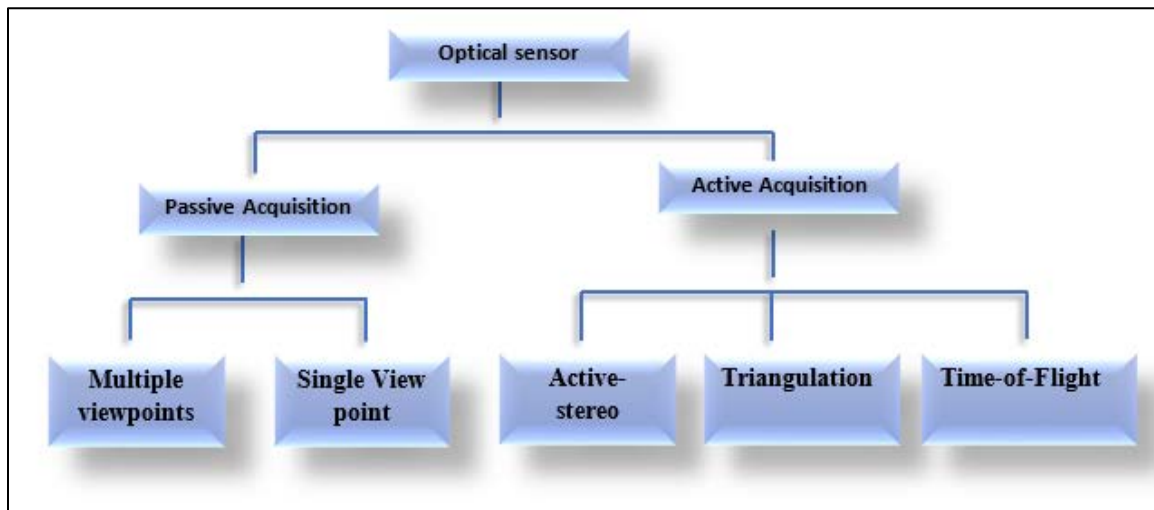 Optical sensor
Passive Acquisition
Active Acquisition
Multiple
viewpoints
Single View
point
Active-
stereo
Triangulation
Time-of-Flight